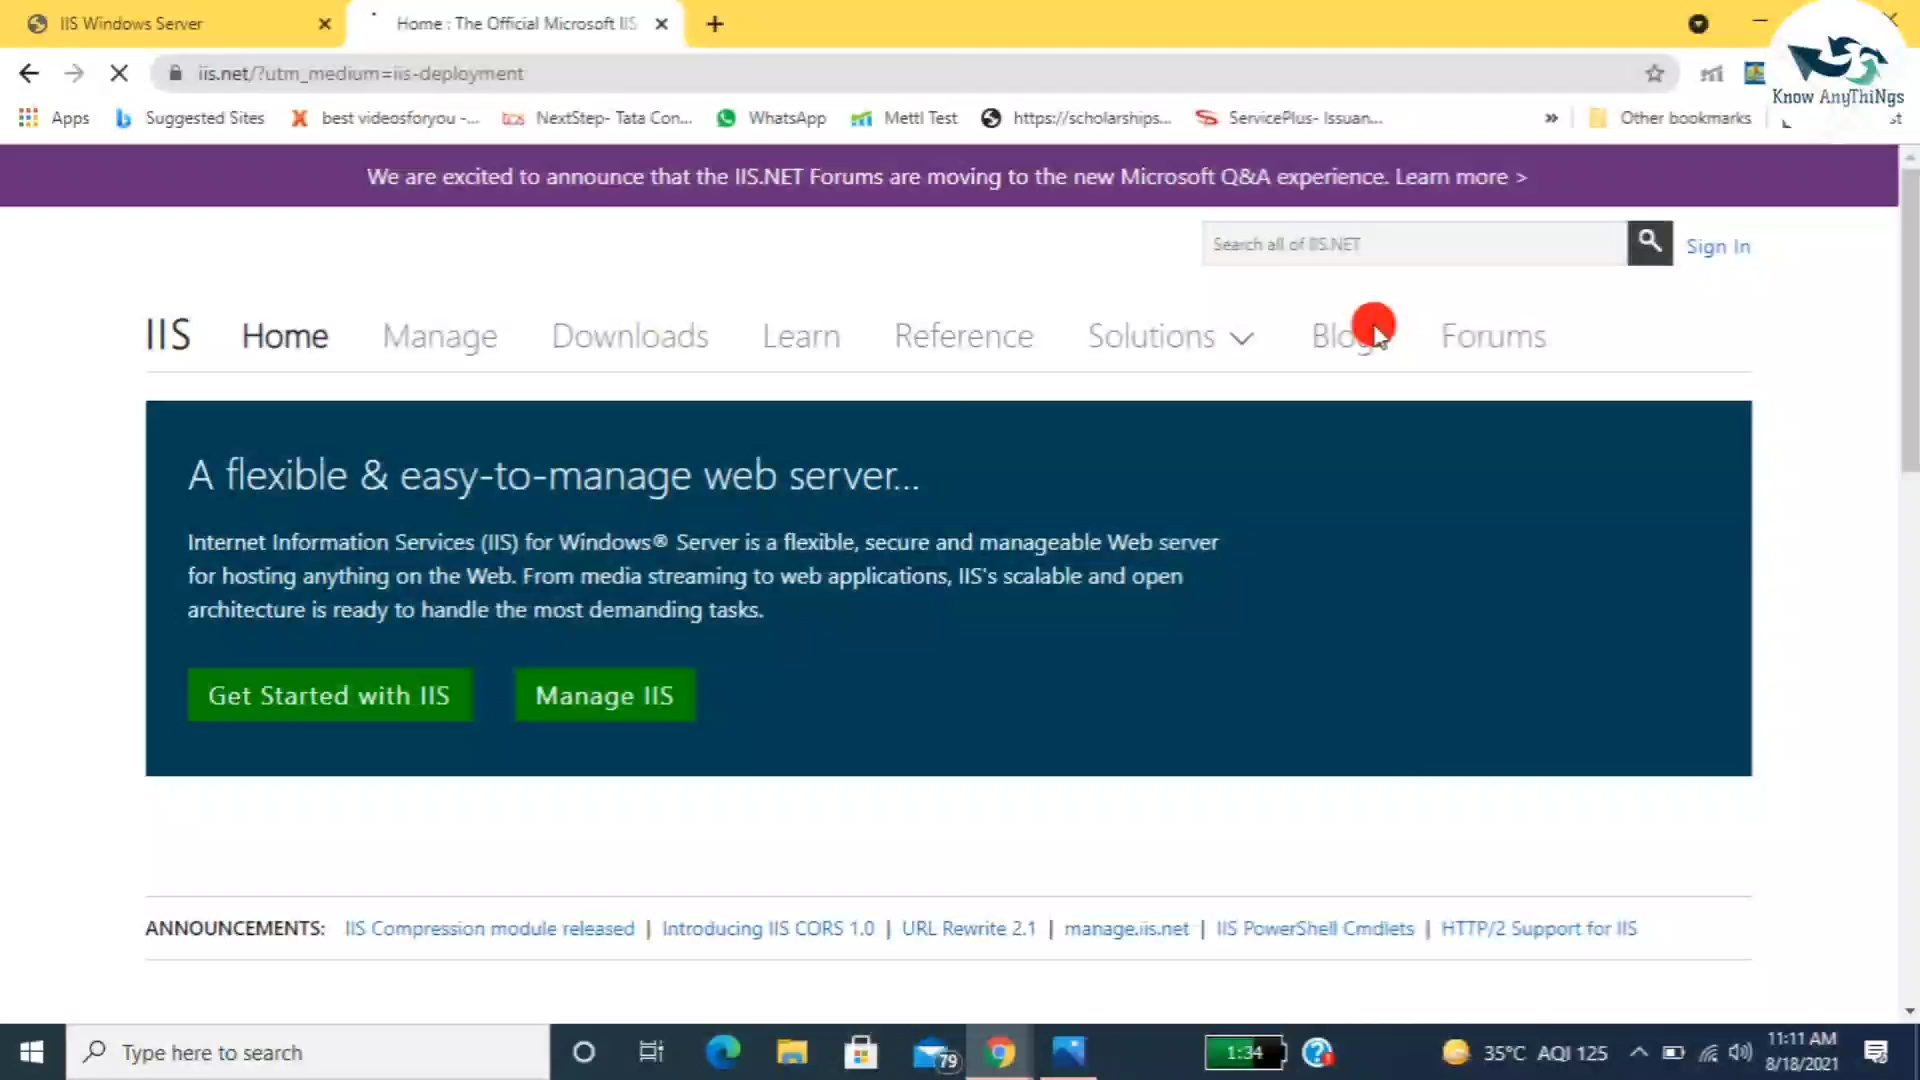 IIS Windows Server
Home : The Official Microsoft IIS
iis.net/?utm_medium=iis-deployment
Know AnyThiNgs
Apps
Suggested Sites
best videosforyou -...
NextStep- Tata Con...
WhatsApp
Mettl Test
https://scholarships...
ServicePlus- Issuan...
»
Other bookmarks
We are excited to announce that the IIS.NET Forums are moving to the new Microsoft Q&A experience. Learn more >
Search all of IIS.NET
Sign In
IIS Home Manage Downloads Learn Reference Solutions Blogs Forums
A flexible & easy-to-manage web server...
Internet Information Services (IIS) for Windows® Server is a flexible, secure and manageable Web server
for hosting anything on the Web. From media streaming to web applications, IIS's scalable and open
architecture is ready to handle the most demanding tasks.
Get Started with IIS
Manage IIS
ANNOUNCEMENTS: IIS Compression module released | Introducing IIS CORS 1.0 | URL Rewrite 2.1 | manage.iis.net | IIS PowerShell Cmdlets | HTTP/2 Support for IIS
Type here to search
79
1:34
35°C AQI 125
11:11 AM
8/18/2021